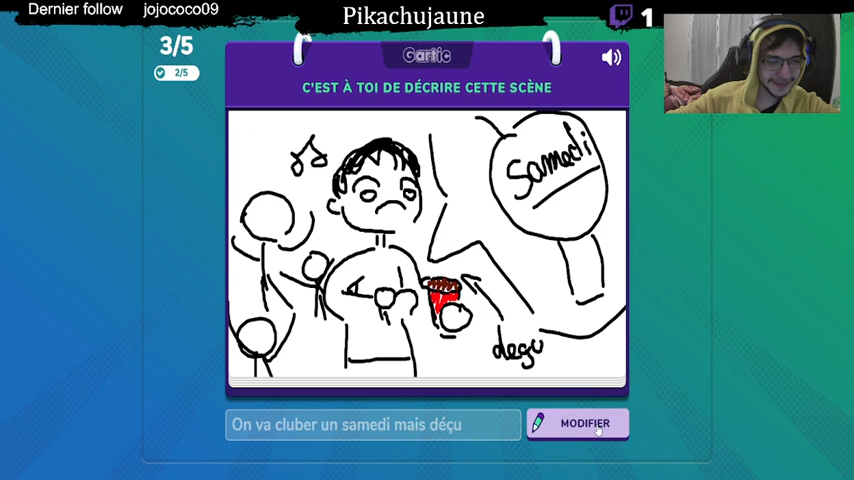 Dernier follow jojococo09
Pikachujaune
1
3/5
2/5
Gartic
C'EST À TOI DE DÉCRIRE CETTE SCÈNE
Samedi
deçu
On va cluber un samedi mais déçu
MODIFIER